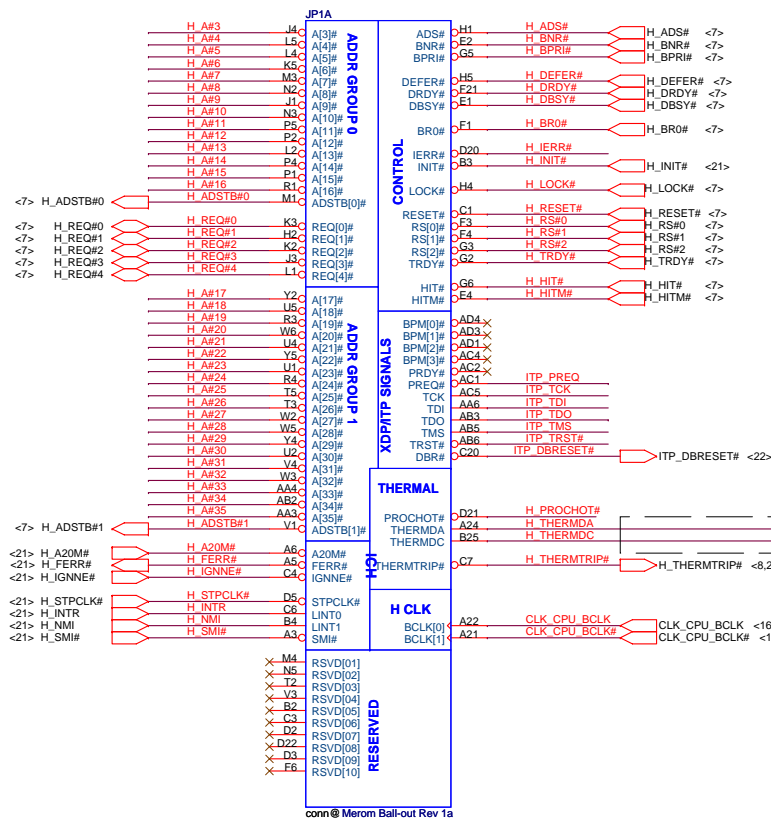 JP1A
H_A#3 J4 A[3]# ADS# H1 H_ADS# H_ADS# <7>
H_A#4 L5 A[4]# BNR# E2 H_BNR# H_BNR# <7>
H_A#5 L4 A[5]# BPRI# G5 H_BPRI# H_BPRI# <7>
H_A#6 K5 A[6]#
H_A#7 M3 A[7]# DEFER# H5 H_DEFER# H_DEFER# <7>
H_A#8 N2 A[8]# DRDY# F21 H_DRDY# H_DRDY# <7>
H_A#9 J1 A[9]# DBSY# E1 H_DBSY# H_DBSY# <7>
H_A#10 N3 A[10]#
H_A#11 P5 A[11]# BR0# F1 H_BR0# H_BR0# <7>
H_A#12 P2 A[12]#
H_A#13 L2 A[13]# IERR# D20 H_IERR#
H_A#14 P4 A[14]# INIT# B3 H_INIT# H_INIT# <21>
H_A#15 P1 A[15]#
H_A#16 R1 A[16]# LOCK# H4 H_LOCK# H_LOCK# <7>
<7> H_ADSTB#0 H_ADSTB#0 M1 ADSTB[0]#
ADDR GROUP 0
CONTROL
RESET# C1 H_RESET# H_RESET# <7>
<7> H_REQ#0 H_REQ#0 K3 REQ[0]# RS[0]# F3 H_RS#0 H_RS#0 <7>
<7> H_REQ#1 H_REQ#1 H2 REQ[1]# RS[1]# F4 H_RS#1 H_RS#1 <7>
<7> H_REQ#2 H_REQ#2 K2 REQ[2]# RS[2]# G3 H_RS#2 H_RS#2 <7>
<7> H_REQ#3 H_REQ#3 J3 REQ[3]# TRDY# G2 H_TRDY# H_TRDY# <7>
<7> H_REQ#4 H_REQ#4 L1 REQ[4]#
HIT# G6 H_HIT# H_HIT# <7>
H_A#17 Y2 A[17]# HITM# E4 H_HITM# H_HITM# <7>
H_A#18 U5 A[18]#
H_A#19 R3 A[19]# BPM[0]# AD4
H_A#20 W6 A[20]# BPM[1]# AD3
H_A#21 U4 A[21]# BPM[2]# AD1
H_A#22 Y5 A[22]# BPM[3]# AC4
H_A#23 U1 A[23]# PRDY# AC2
H_A#24 R4 A[24]# PREQ# AC1 ITP_PREQ
H_A#25 T5 A[25]# TCK AC5 ITP_TCK
H_A#26 T3 A[26]# TDI AA6 ITP_TDI
H_A#27 W2 A[27]# TDO AB3 ITP_TDO
H_A#28 W5 A[28]# TMS AB5 ITP_TMS
H_A#29 Y4 A[29]# TRST# AB6 ITP_TRST#
H_A#30 U2 A[30]# DBR# C20 ITP_DBRESET# ITP_DBRESET# <22>
H_A#31 V4 A[31]#
H_A#32 W3 A[32]#
H_A#33 AA4 A[33]#
H_A#34 AB2 A[34]#
H_A#35 AA3 A[35]#
<7> H_ADSTB#1 H_ADSTB#1 V1 ADSTB[1]#
ADDR GROUP 1
XDP/ITP SIGNALS
THERMAL
PROCHOT# D21 H_PROCHOT#
THERMDA A24 H_THERMDA
THERMDC B25 H_THERMDC
<21> H_A20M# H_A20M# A6 A20M#
<21> H_FERR# H_FERR# A5 FERR# THERMTRIP# C7 H_THERMTRIP# H_THERMTRIP# <8,2
<21> H_IGNNE# H_IGNNE# C4 IGNNE#
ICH
H CLK
<21> H_STPCLK# H_STPCLK# D5 STPCLK#
<21> H_INTR H_INTR C6 LINT0
<21> H_NMI H_NMI B4 LINT1 BCLK[0] A22 CLK_CPU_BCLK CLK_CPU_BCLK <16
<21> H_SMI# H_SMI# A3 SMI# BCLK[1] A21 CLK_CPU_BCLK# CLK_CPU_BCLK# <1
M4 RSVD[01]
N5 RSVD[02]
T2 RSVD[03]
V3 RSVD[04]
B2 RSVD[05]
C3 RSVD[06]
D2 RSVD[07]
D22 RSVD[08]
D3 RSVD[09]
F6 RSVD[10]
RESERVED
conn@ Merom Ball-out Rev 1a